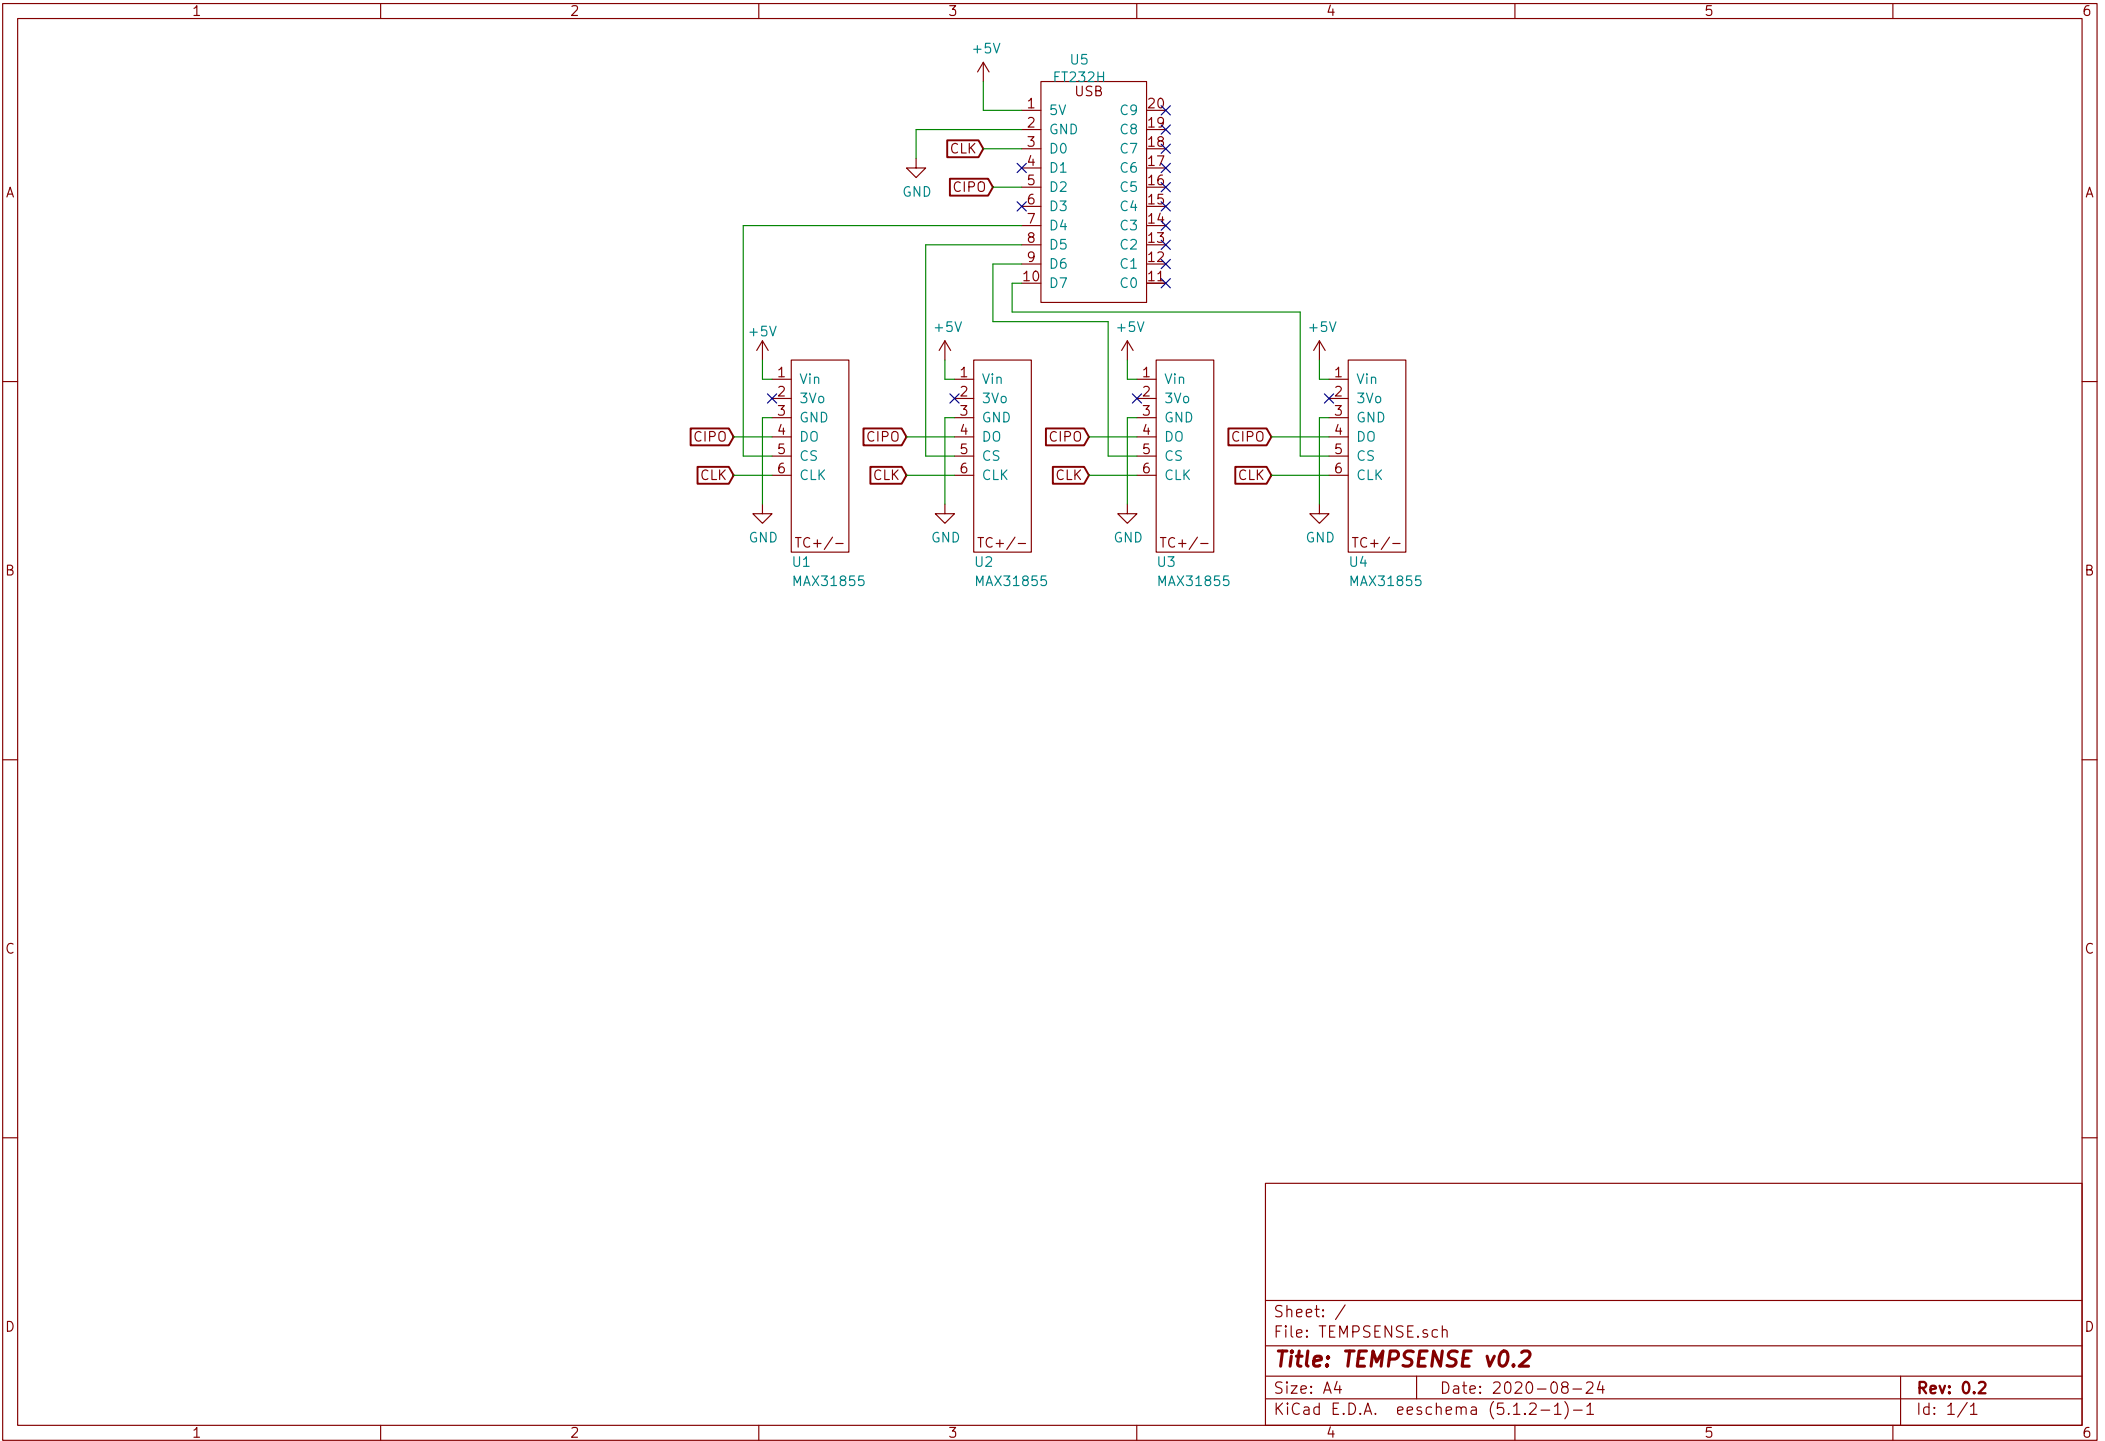 1 2 3 4 5 6
+5V
U5
FT232H
USB
1 5V C9 20
2 GND C8 19
CLK 3 D0 C7 18
4 D1 C6 17
CIPO 5 D2 C5 16
6 D3 C4 15
7 D4 C3 14
8 D5 C2 13
9 D6 C1 12
10 D7 C0 11
GND
A A
+5V +5V +5V +5V
1 Vin 1 Vin 1 Vin 1 Vin
2 3Vo 2 3Vo 2 3Vo 2 3Vo
3 GND 3 GND 3 GND 3 GND
CIPO 4 DO CIPO 4 DO CIPO 4 DO CIPO 4 DO
5 CS 5 CS 5 CS 5 CS
CLK 6 CLK CLK 6 CLK CLK 6 CLK CLK 6 CLK
GND GND GND GND
TC+/- TC+/- TC+/- TC+/-
U1 U2 U3 U4
MAX31855 MAX31855 MAX31855 MAX31855
B B
C C
D D
Sheet: /
File: TEMPSENSE.sch
Title: TEMPSENSE v0.2
Size: A4 Date: 2020-08-24 Rev: 0.2
KiCad E.D.A. eeschema (5.1.2-1)-1 Id: 1/1
1 2 3 4 5 6